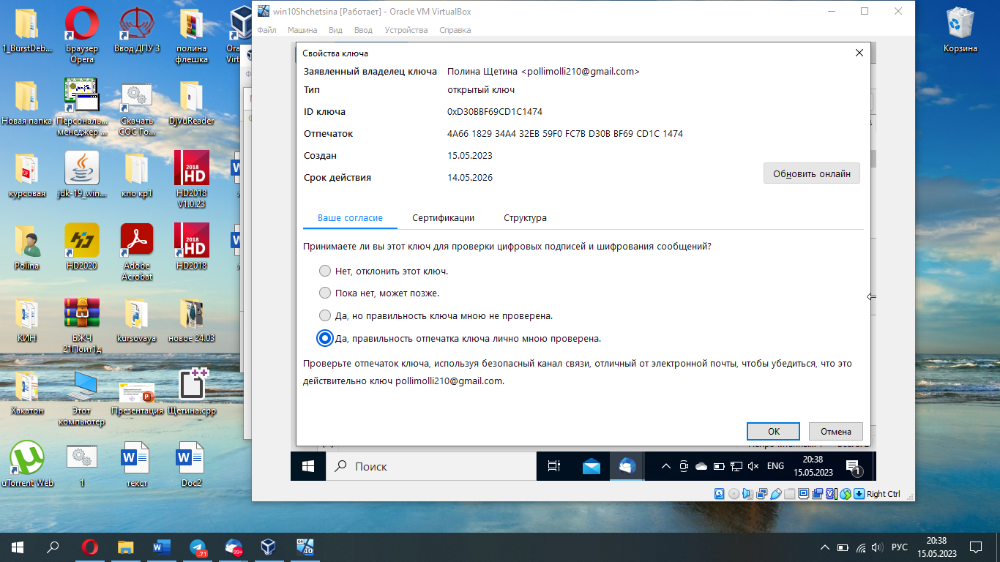 win10Shchetsina [Работает] - Oracle VM VirtualBox
Файл Машина Вид Ввод Устройства Справка
1_BurstDeb...
Браузер Opera
Ввод ДПУ 3
полина флешка
Корзина
Новая папка
Персональ... менеджер ...
Скачать СОС Го...
DjVuReader
курсовая
jdk-19_win...
кпо кр1
2018
HD
HD2018 V1.0.23
Polina
HD2020
Adobe Acrobat
2018
HD
HD2018
КИН
БЖЧ 21Поит1д
kursovaya
новое 24.03
Хакатон
Этот компьютер
Презентация
Щетина.cpp
uTorrent Web
1
текст
Doc2
Свойства ключа
Заявленный владелец ключа Полина Щетина <pollimolli210@gmail.com>
Тип открытый ключ
ID ключа 0xD30BBF69CD1C1474
Отпечаток 4A66 1829 34A4 32EB 59F0 FC7B D30B BF69 CD1C 1474
Создан 15.05.2023
Срок действия 14.05.2026
Обновить онлайн
Ваше согласие Сертификации Структура
Принимаете ли вы этот ключ для проверки цифровых подписей и шифрования сообщений?
Нет, отклонить этот ключ.
Пока нет, может позже.
Да, но правильность ключа мною не проверена.
Да, правильность отпечатка ключа лично мною проверена.
Проверьте отпечаток ключа, используя безопасный канал связи, отличный от электронной почты, чтобы убедиться, что это
действительно ключ pollimolli210@gmail.com.
ОК Отмена
Поиск
ENG
20:38
15.05.2023
1
Right Ctrl
.71
99+
64
10
РУС
20:38
15.05.2023